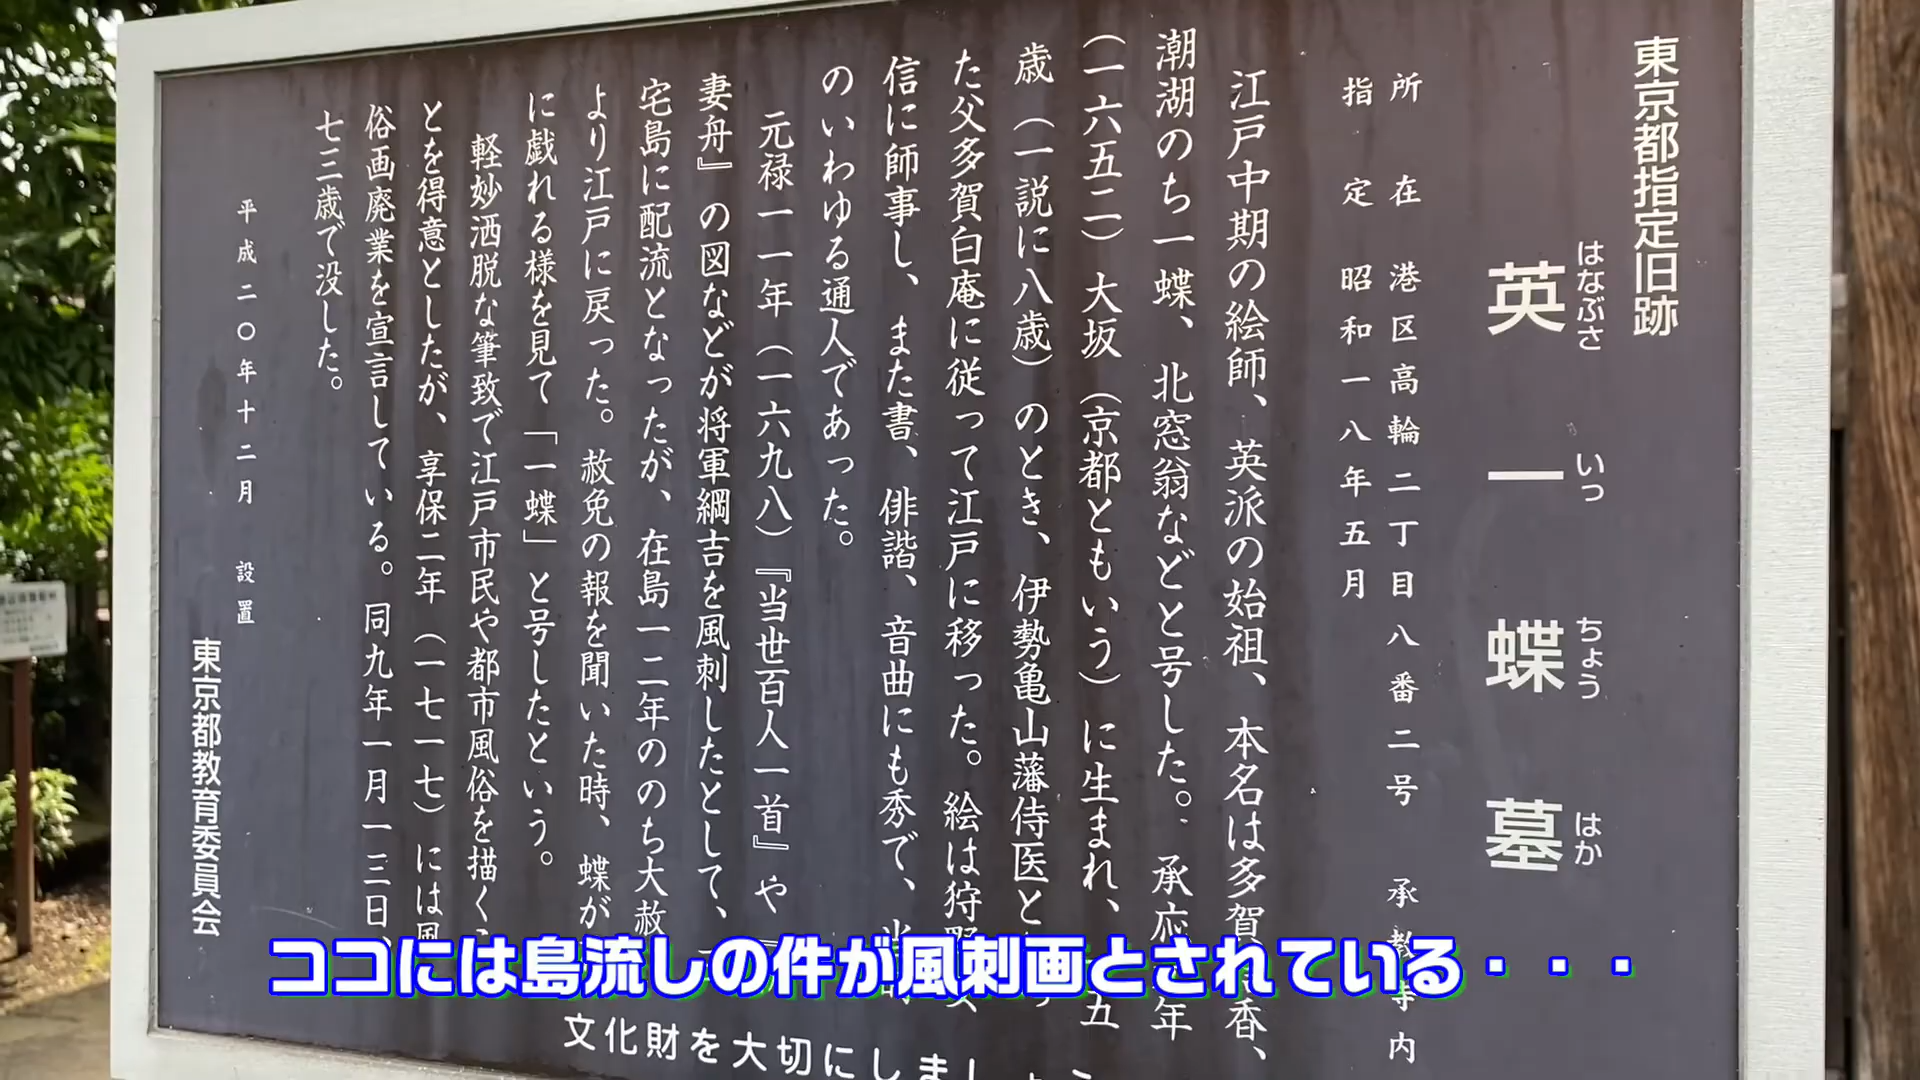 東京都指定旧跡
英一蝶墓
はなぶさ いっ ちょう はか
所在 港区高輪二丁目八番二号 承教寺内
指定 昭和一八年五月
江戸中期の絵師、英派の始祖、本名は多賀 香、
潮湖のち一蝶、北窓翁などと号した。承応 年
(一六五二)大坂(京都ともいう)に生まれ、 五
歳(一説に八歳)のとき、伊勢亀山藩侍医と
た父多賀白庵に従って江戸に移った。絵は狩野
信に師事し、また書、俳諧、音曲にも秀で、
のいわゆる通人であった。
元禄一一年(一六九八)『当世百人一首』や『
妻舟』の図などが将軍綱吉を風刺したとして、
宅島に配流となったが、在島一二年ののち大赦
より江戸に戻った。赦免の報を聞いた時、蝶が
に戯れる様を見て「一蝶」と号したという。
軽妙洒脱な筆致で江戸市民や都市風俗を描く
とを得意としたが、享保二年(一七一七)には風
俗画廃業を宣言している。同九年一月一三日
七三歳で没した。
平成二〇年十二月 設置
東京都教育委員会
文化財を大切にしまし
ココには島流しの件が風刺画とされている・・・